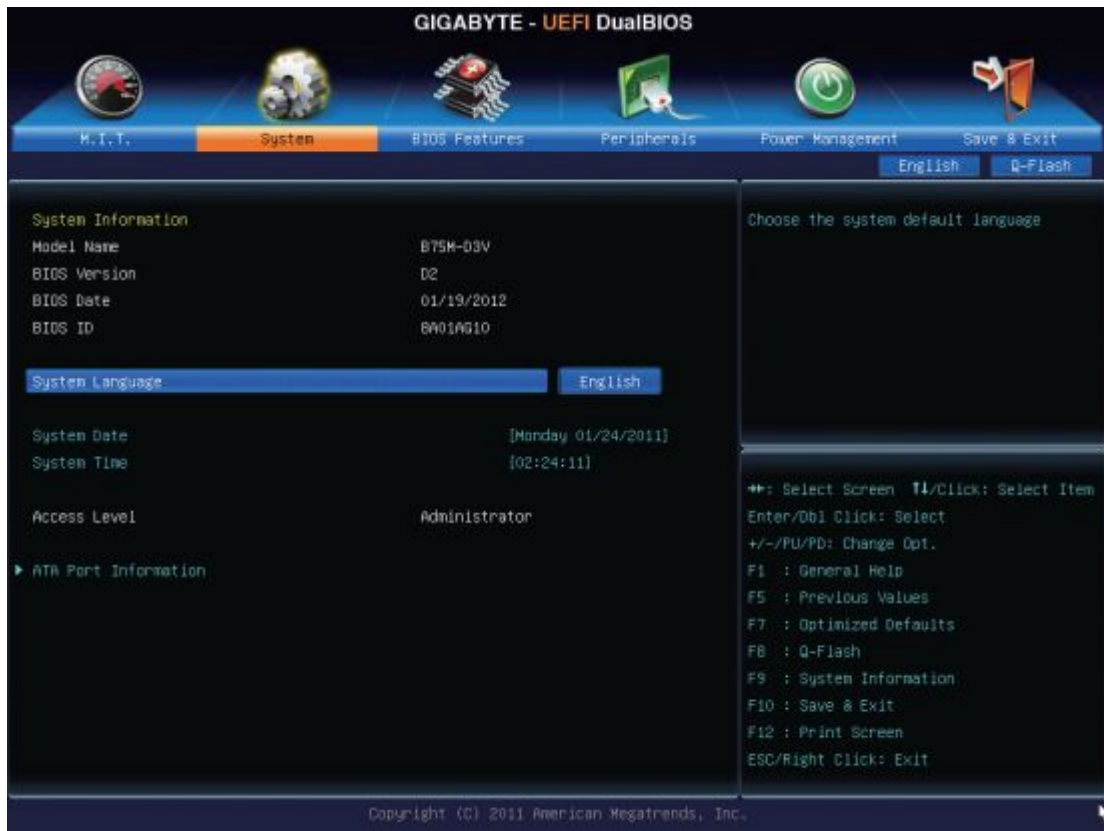 GIGABYTE - UEFI DualBIOS
M.I.T. System BIOS Features Peripherals Power Management Save & Exit
English Q-Flash
System Information
Model Name B75M-D3V
BIOS Version D2
BIOS Date 01/19/2012
BIOS ID 8A01AG10
System Language English
System Date [Monday 01/24/2011]
System Time [02:24:11]
Access Level Administrator
ATA Port Information
Choose the system default language
→←: Select Screen ↑↓/Click: Select Item
Enter/Dbl Click: Select
+/-/PU/PD: Change Opt.
F1 : General Help
F5 : Previous Values
F7 : Optimized Defaults
F8 : Q-Flash
F9 : System Information
F10 : Save & Exit
F12 : Print Screen
ESC/Right Click: Exit
Copyright (C) 2011 American Megatrends, Inc.